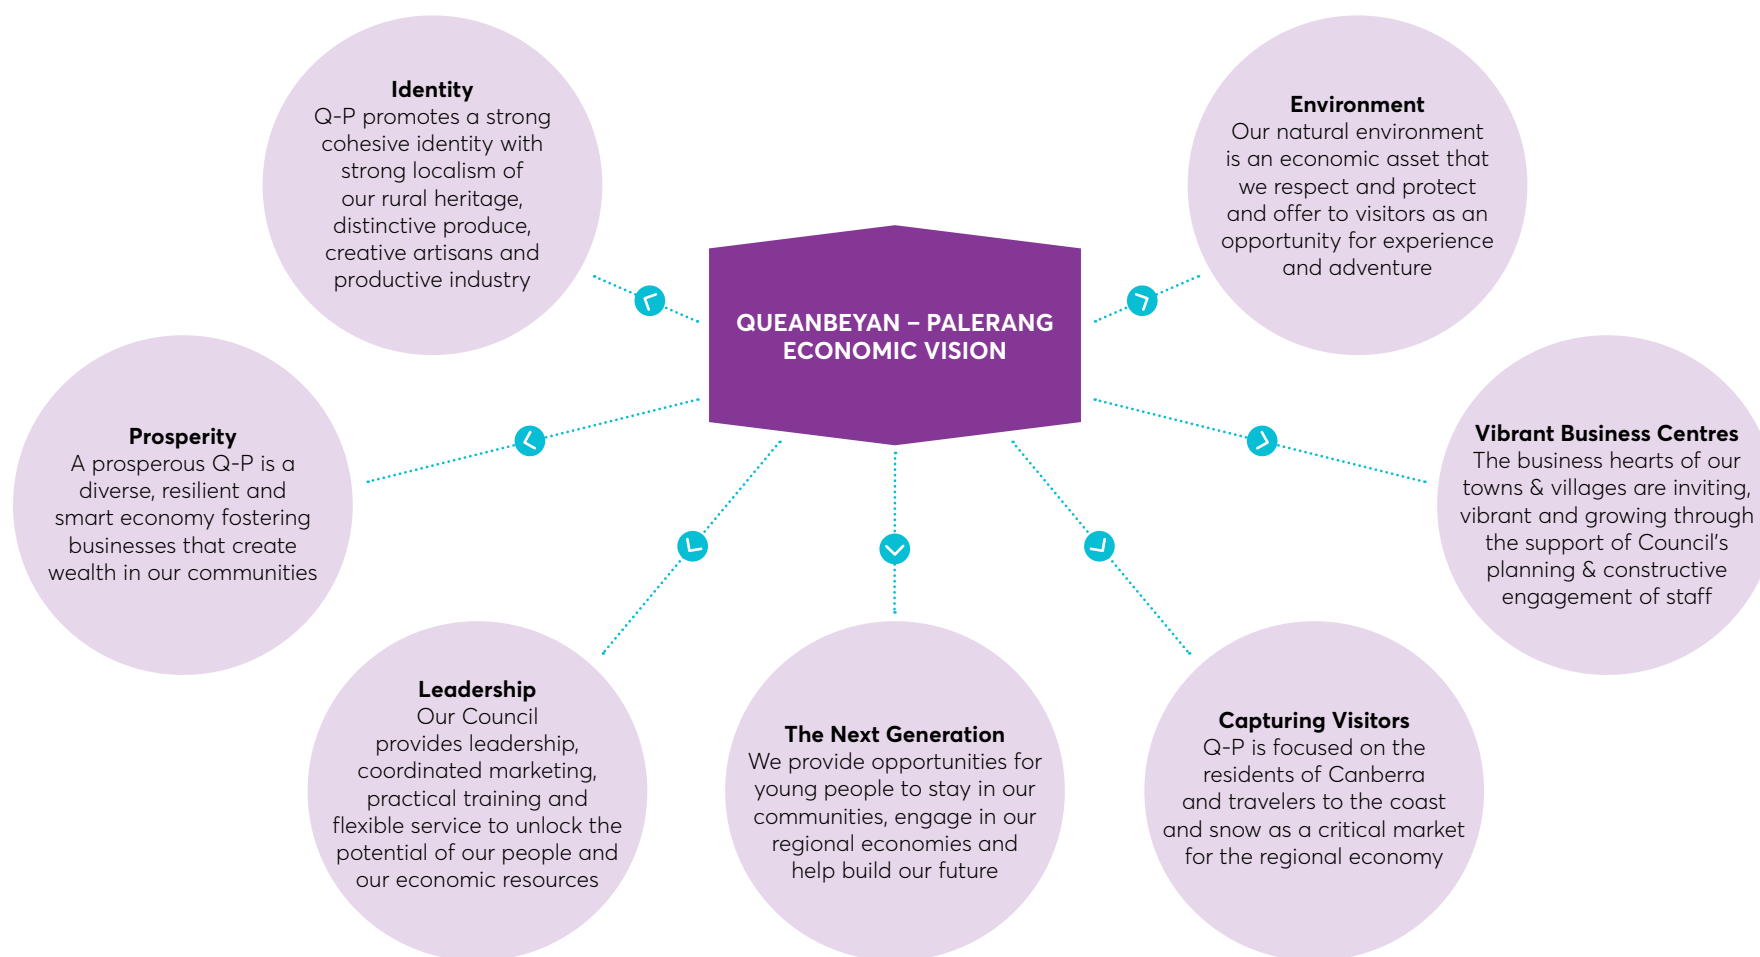 Identity
Q-P promotes a strong
cohesive identity with
strong localism of
our rural heritage,
distinctive produce,
creative artisans and
productive industry
Environment
Our natural environment
is an economic asset that
we respect and protect
and offer to visitors as an
opportunity for experience
and adventure
QUEANBEYAN – PALERANG
ECONOMIC VISION
Prosperity
A prosperous Q-P is a
diverse, resilient and
smart economy fostering
businesses that create
wealth in our communities
Vibrant Business Centres
The business hearts of our
towns & villages are inviting,
vibrant and growing through
the support of Council's
planning & constructive
engagement of staff
Leadership
Our Council
provides leadership,
coordinated marketing,
practical training and
flexible service to unlock the
potential of our people and
our economic resources
The Next Generation
We provide opportunities for
young people to stay in our
communities, engage in our
regional economies and
help build our future
Capturing Visitors
Q-P is focused on the
residents of Canberra
and travelers to the coast
and snow as a critical market
for the regional economy